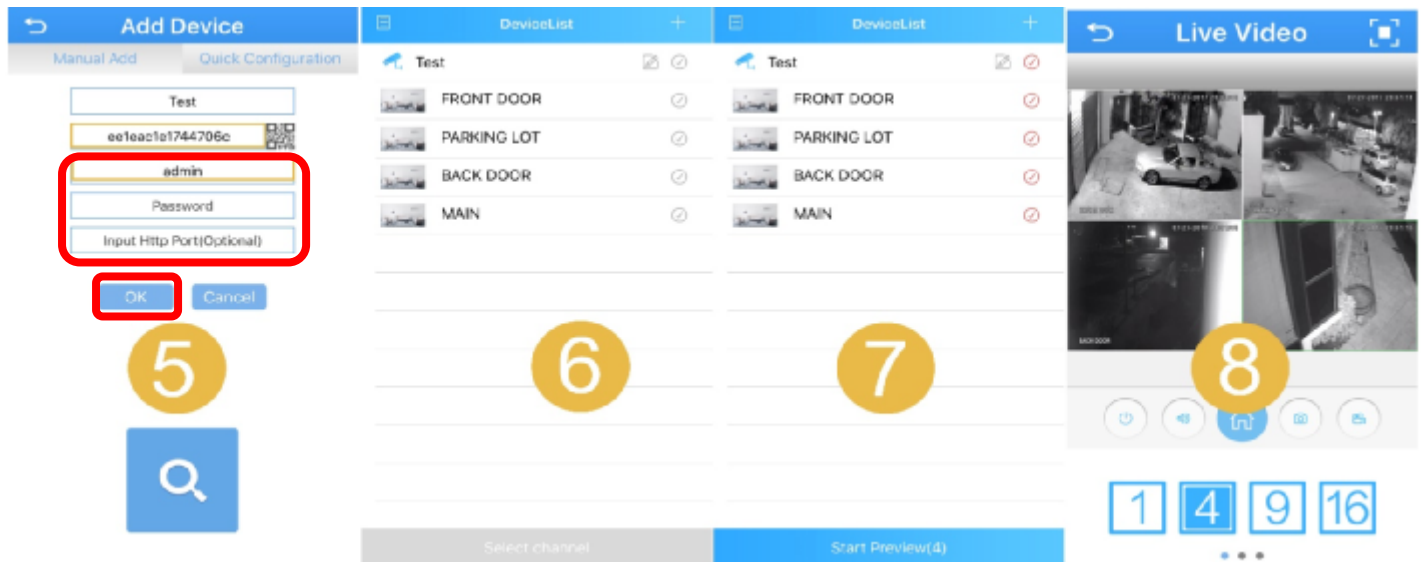 Add Device
Manual Add
Quick Configuration
Test
ee1eac1e1744706c
admin
Password
Input Http Port(Optional)
OK
Cancel
5
DeviceList
Test
FRONT DOOR
PARKING LOT
BACK DOOR
MAIN
6
Select channel
DeviceList
Test
FRONT DOOR
PARKING LOT
BACK DOOR
MAIN
7
Start Preview(4)
Live Video
BACK DOOR
8
1 4 9 16